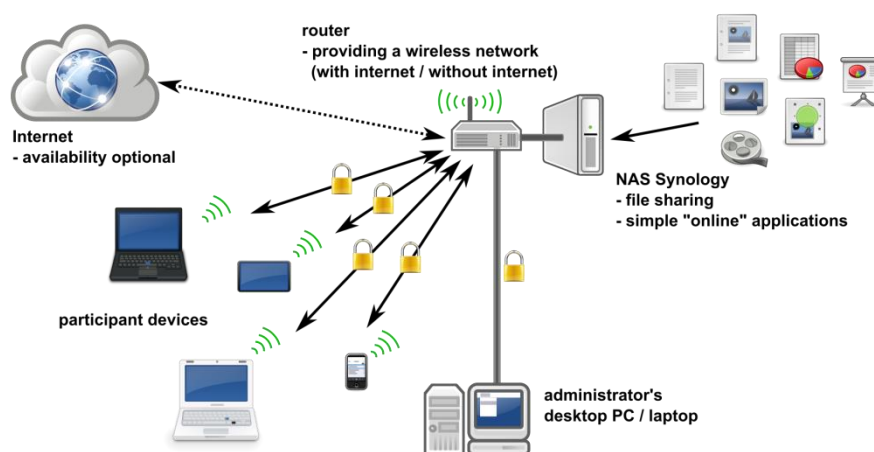 router
- providing a wireless network
(with internet / without internet)
Internet
- availability optional
NAS Synology
- file sharing
- simple "online" applications
participant devices
administrator's
desktop PC / laptop